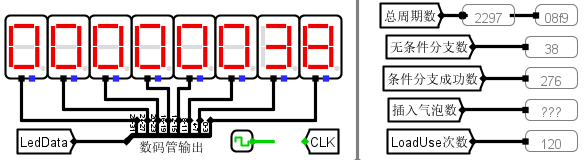 00000038
LedData
数码管输出
CLK
总周期数 2297 08f9
无条件分支数 38
条件分支成功数 276
插入气泡数 ???
LoadUse次数 120